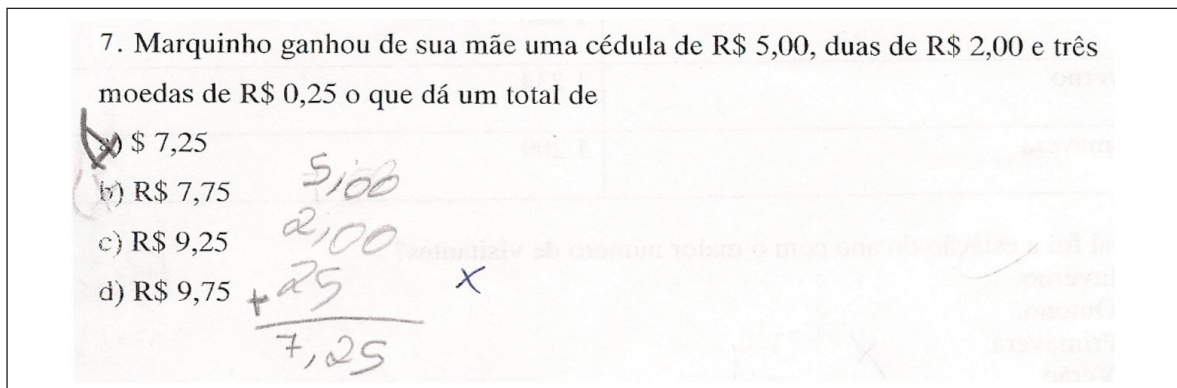 7. Marquinho ganhou de sua mãe uma cédula de R$ 5,00, duas de R$ 2,00 e três
moedas de R$ 0,25 o que dá um total de
a) $ 7,25
b) R$ 7,75
c) R$ 9,25
d) R$ 9,75
5,00
2,00
+ 25
7,25
X